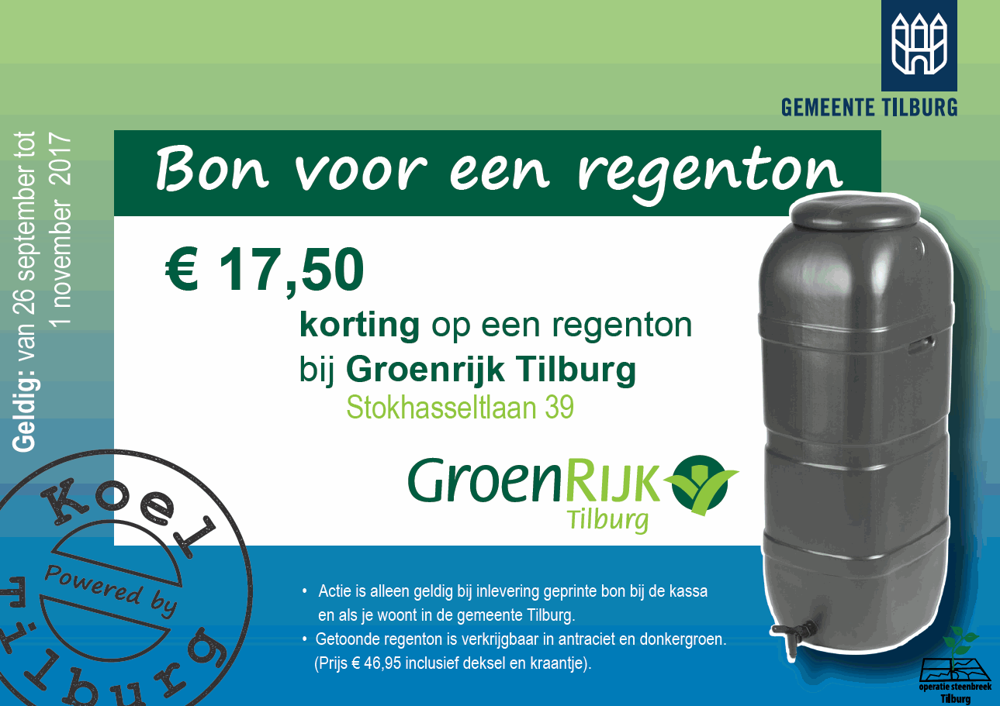 GEMEENTE TILBURG
Geldig: van 26 september tot
1 november 2017
Bon voor een regenton
€ 17,50
korting op een regenton
bij Groenrijk Tilburg
Stokhasseltlaan 39
GROENRIJK
Tilburg
Koel
Powered by
Tilburg
• Actie is alleen geldig bij inlevering geprinte bon bij de kassa
en als je woont in de gemeente Tilburg.
• Getoonde regenton is verkrijgbaar in antraciet en donkergroen.
(Prijs € 46,95 inclusief deksel en kraantje).
operatie steenbreek
Tilburg